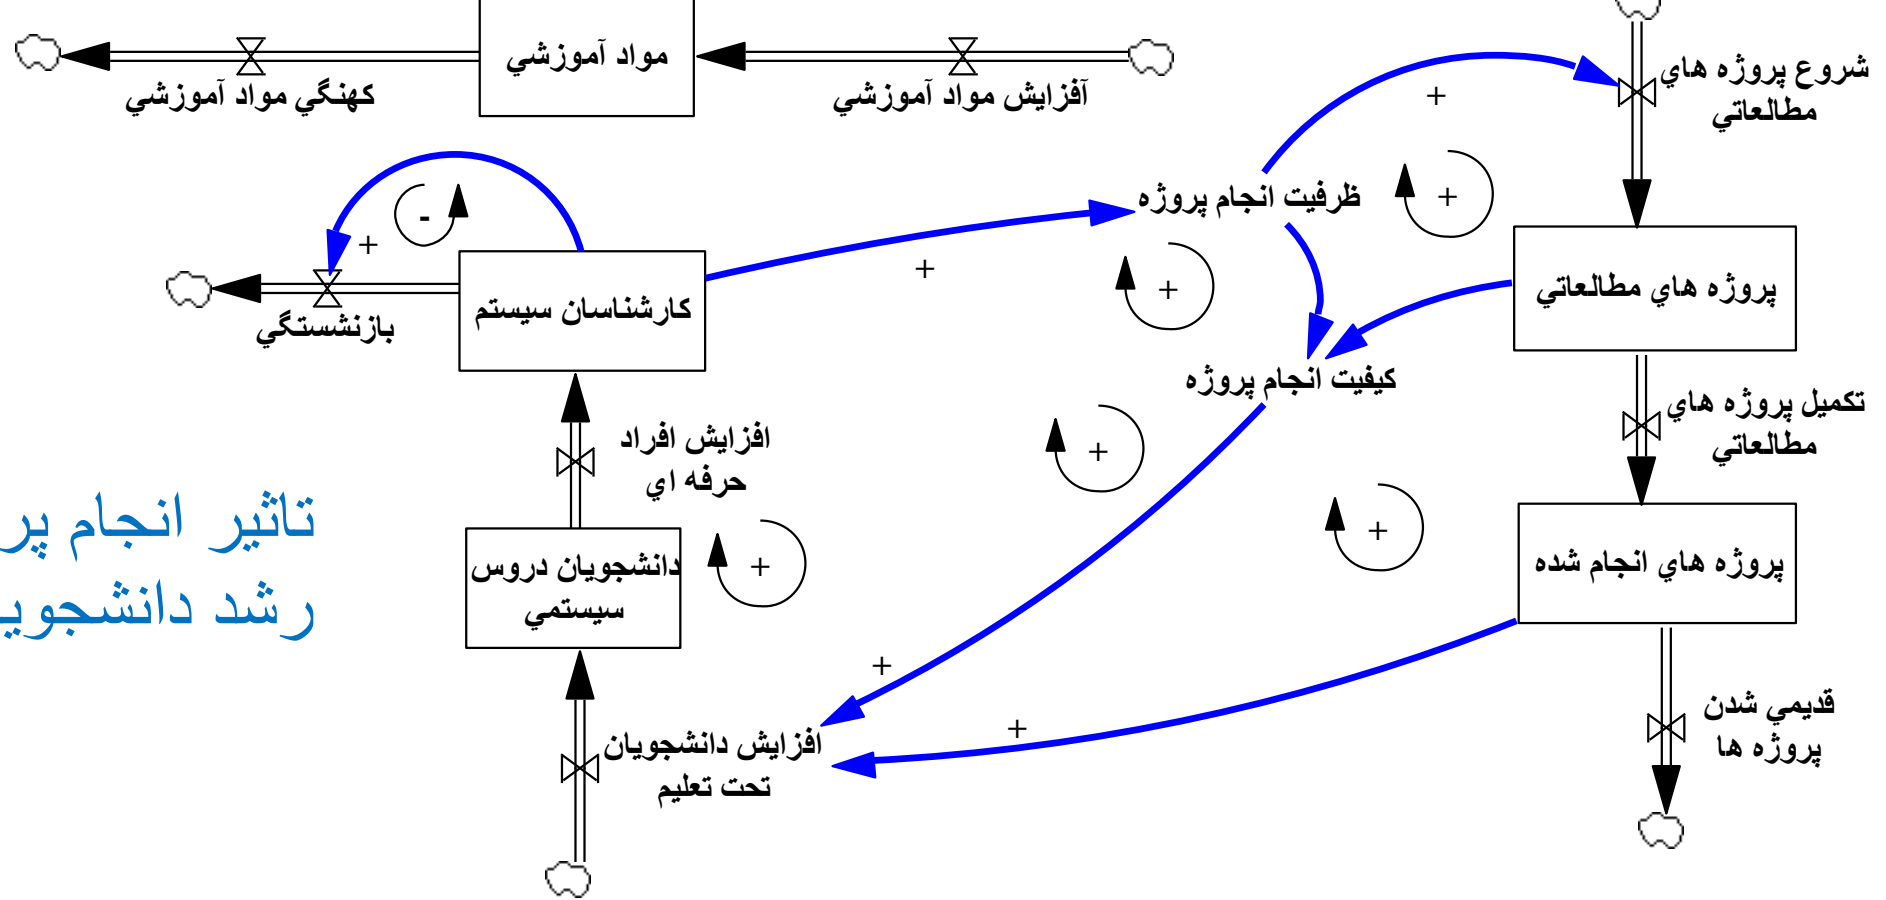 مواد آموزشي
آفزايش مواد آموزشي
كهنگي مواد آموزشي
شروع پروژه هاي
مطالعاتي
+
ظرفيت انجام پروژه
+
+
-
+
+
كارشناسان سيستم
بازنشستگي
+
پروژه هاي مطالعاتي
كيفيت انجام پروژه
تكميل پروژه هاي
مطالعاتي
افزايش افراد
حرفه اي
+
+
+
پروژه هاي انجام شده
دانشجويان دروس
سيستمي
تاثير انجام
رشد
+
+
افزايش دانشجويان
تحت تعليم
قديمي شدن
پروژه ها